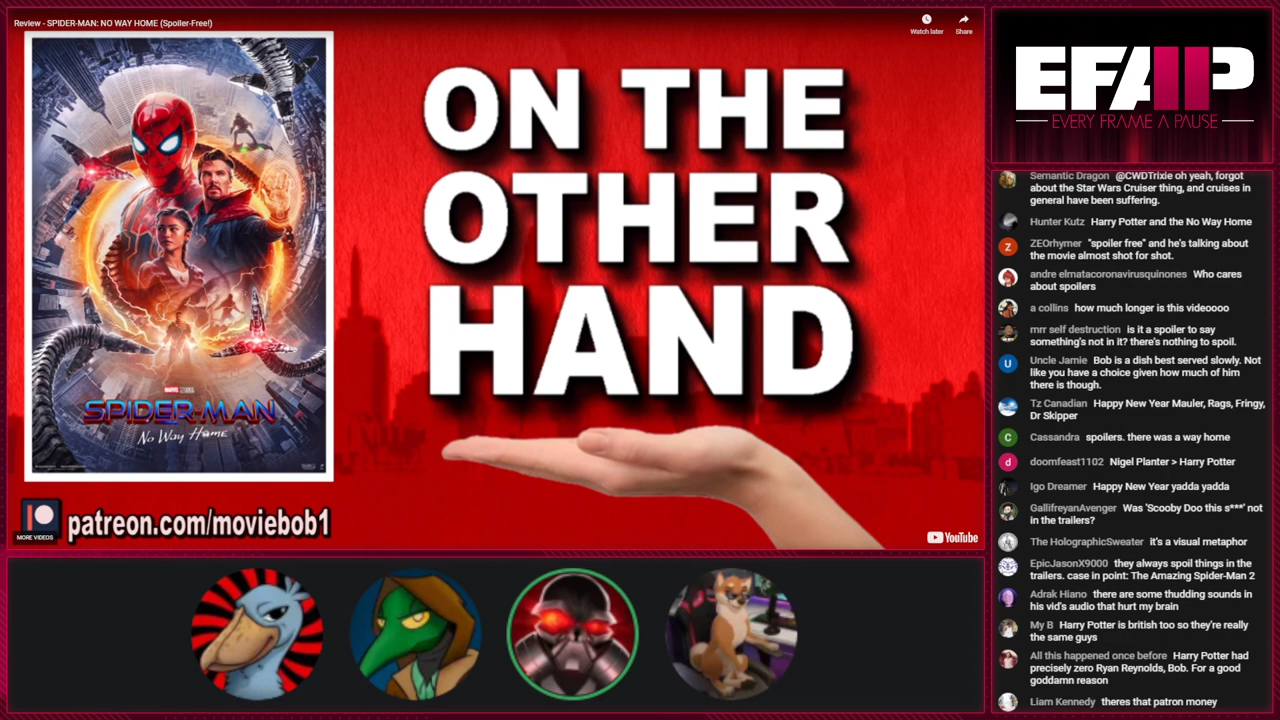 Review - SPIDER-MAN: NO WAY HOME (Spoiler-Free!)
Watch later
Share
ON THE
OTHER
HAND
MARVEL STUDIOS
SPIDER-MAN
No Way Home
MORE VIDEOS
patreon.com/moviebob1
YouTube
EFAP
EVERY FRAME A PAUSE
Semantic Dragon @CWDTrixie oh yeah, forgot
about the Star Wars Cruiser thing, and cruises in
general have been suffering.
Hunter Kutz Harry Potter and the No Way Home
Z
ZEOrhymer "spoiler free" and he's talking about
the movie almost shot for shot.
andre elmatacoronavirusquinones Who cares
about spoilers
a collins how much longer is this videoooo
mrr self destruction is it a spoiler to say
something's not in it? there's nothing to spoil.
U
Uncle Jamie Bob is a dish best served slowly. Not
like you have a choice given how much of him
there is though.
Tz Canadian Happy New Year Mauler, Rags, Fringy,
Dr Skipper
C
Cassandra spoilers. there was a way home
d
doomfeast1102 Nigel Planter > Harry Potter
Igo Dreamer Happy New Year yadda yadda
GallifreyanAvenger Was 'Scooby Doo this s***' not
in the trailers?
The HolographicSweater it's a visual metaphor
EpicJasonX9000 they always spoil things in the
trailers. case in point: The Amazing Spider-Man 2
Adrak Hiano there are some thudding sounds in
his vid's audio that hurt my brain
My B Harry Potter is british too so they're really
the same guys
All this happened once before Harry Potter had
precisely zero Ryan Reynolds, Bob. For a good
goddamn reason
Liam Kennedy theres that patron money